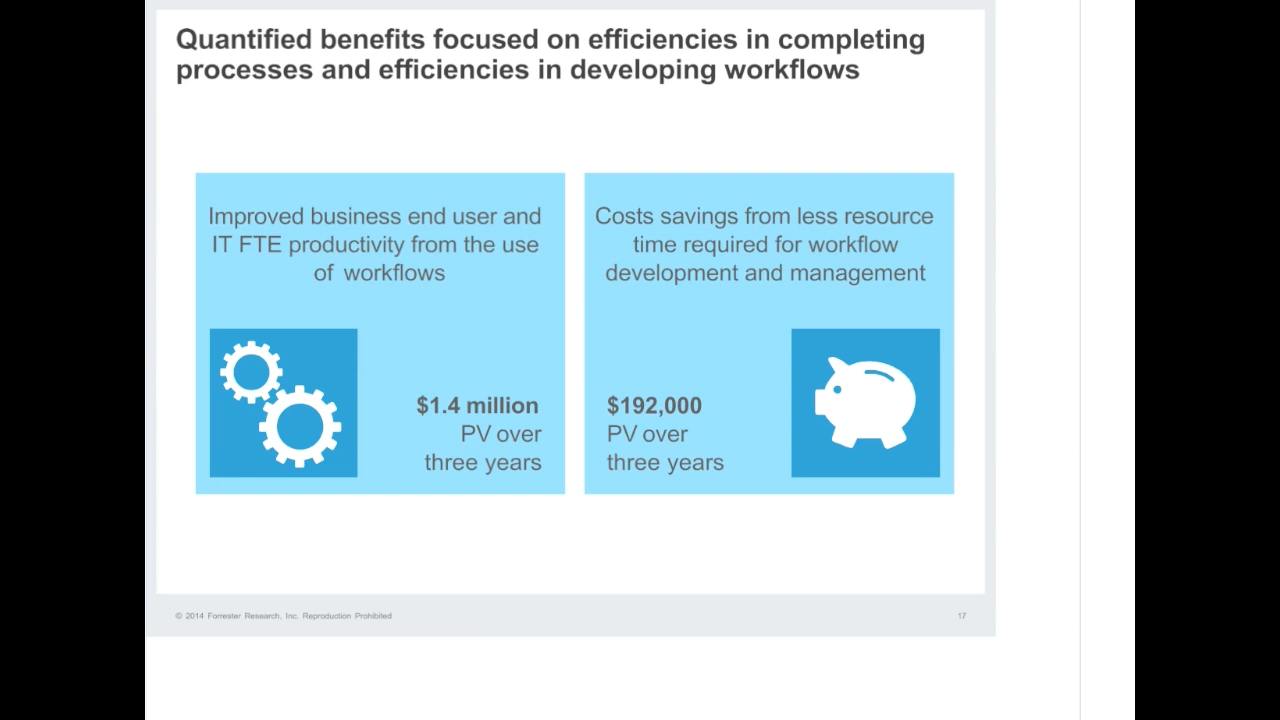 Quantified benefits focused on efficiencies in completing
processes and efficiencies in developing workflows
Improved business end user and
IT FTE productivity from the use
of workflows
$1.4 million
PV over
three years
Costs savings from less resource
time required for workflow
development and management
$192,000
PV over
three years
© 2014 Forrester Research, Inc. Reproduction Prohibited
17